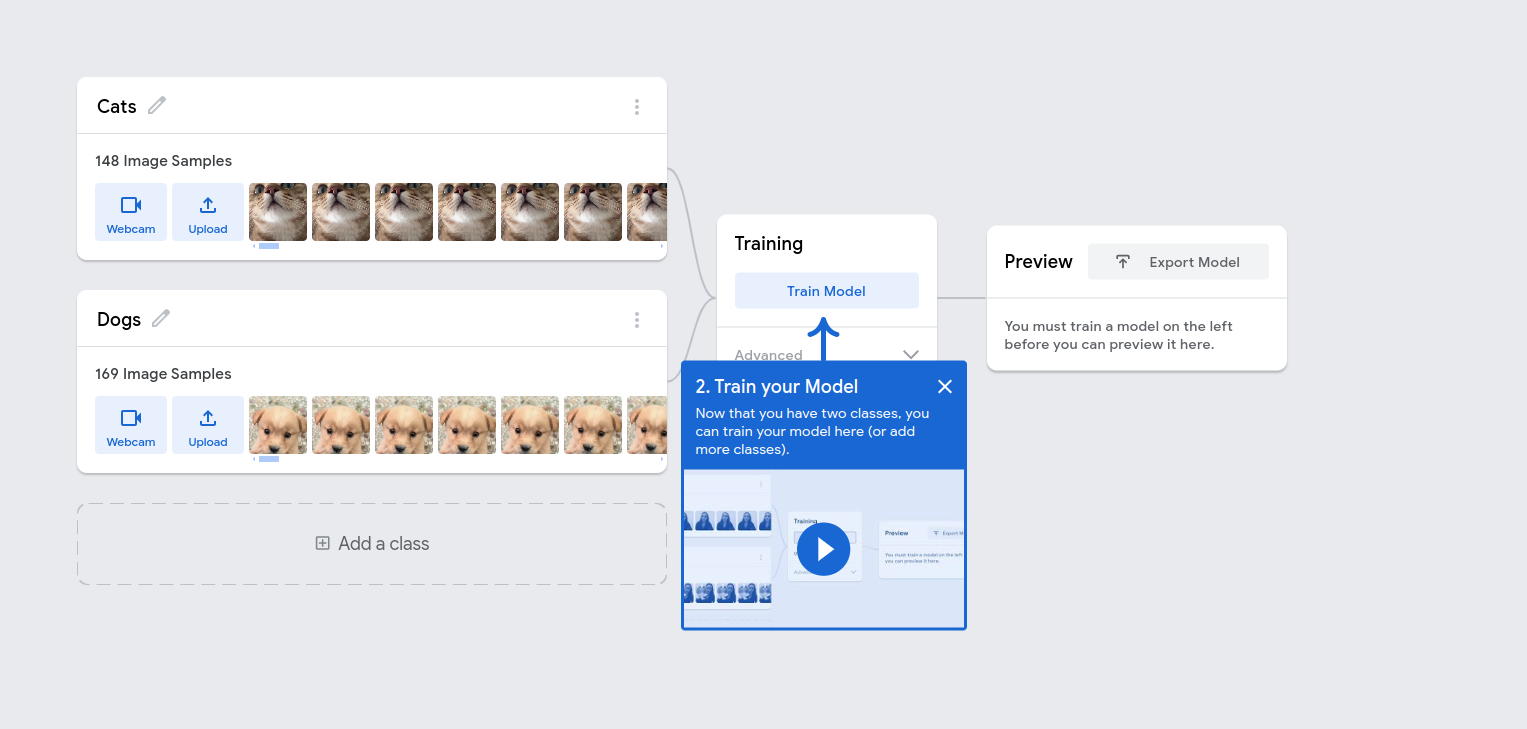 Cats
148 Image Samples
Webcam
Upload
Dogs
169 Image Samples
Webcam
Upload
Add a class
Training
Train Model
Advanced
2. Train your Model
Now that you have two classes, you
can train your model here (or add
more classes).
Training
Preview
Export M
You must train a model on the left
you can preview it here.
Preview
Export Model
You must train a model on the left
before you can preview it here.